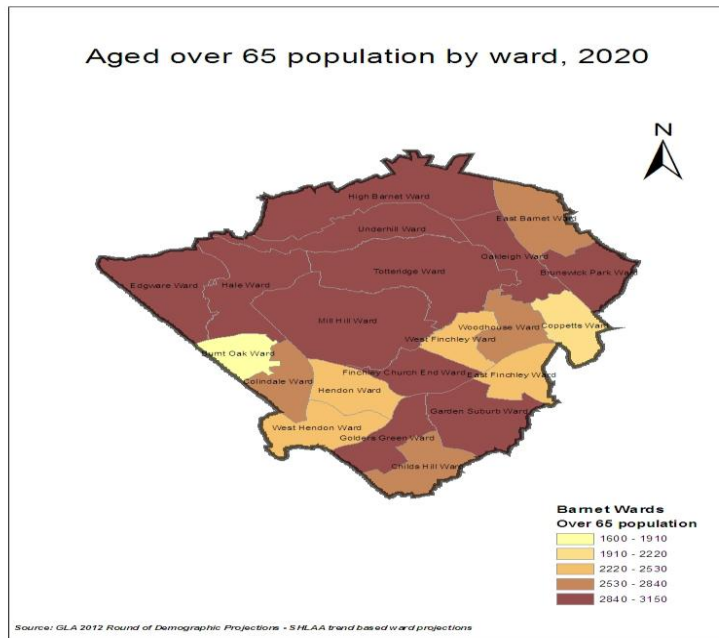 Aged over 65 population by ward, 2020
N
High Barnet Ward
East Barnet Ward
Underhill Ward
Oakleigh Ward
Totteridge Ward
Brunswick Park Ward
Edgware Ward
Hale Ward
Mill Hill Ward
Woodhouse Ward
Coppetts Ward
West Finchley Ward
Burnt Oak Ward
Finchley Church End Ward
East Finchley Ward
Colindale Ward
Hendon Ward
Garden Suburb Ward
West Hendon Ward
Golders Green Ward
Childs Hill Ward
Barnet Wards
Over 65 population
1600 - 1910
1910 - 2220
2220 - 2530
2530 - 2840
2840 - 3150
Source: GLA 2012 Round of Demographic Projections - SHLAA trend based ward projections